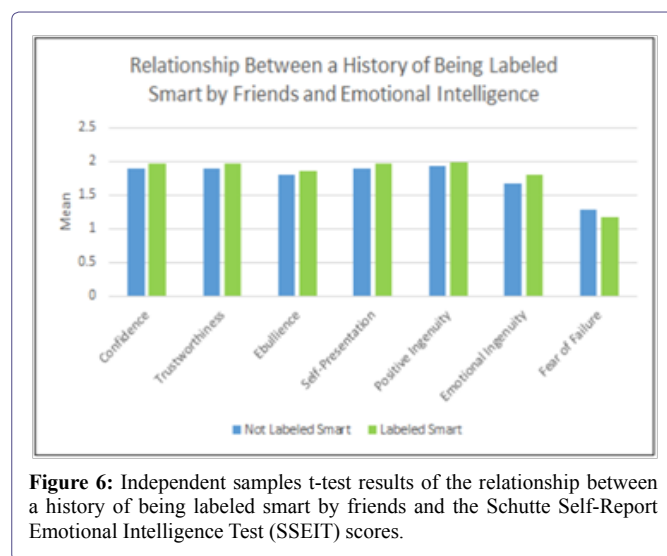 Relationship Between a History of Being Labeled
Smart by Friends and Emotional Intelligence
2.5
2
1.5
1
0.5
0
Mean
Confidence
Trustworthiness
Ebullience
Self-Presentation
Positive Ingenuity
Emotional Ingenuity
Fear of Failure
Not Labeled Smart
Labeled Smart
Figure 6: Independent samples t-test results of the relationship between
a history of being labeled smart by friends and the Schutte Self-Report
Emotional Intelligence Test (SSEIT) scores.